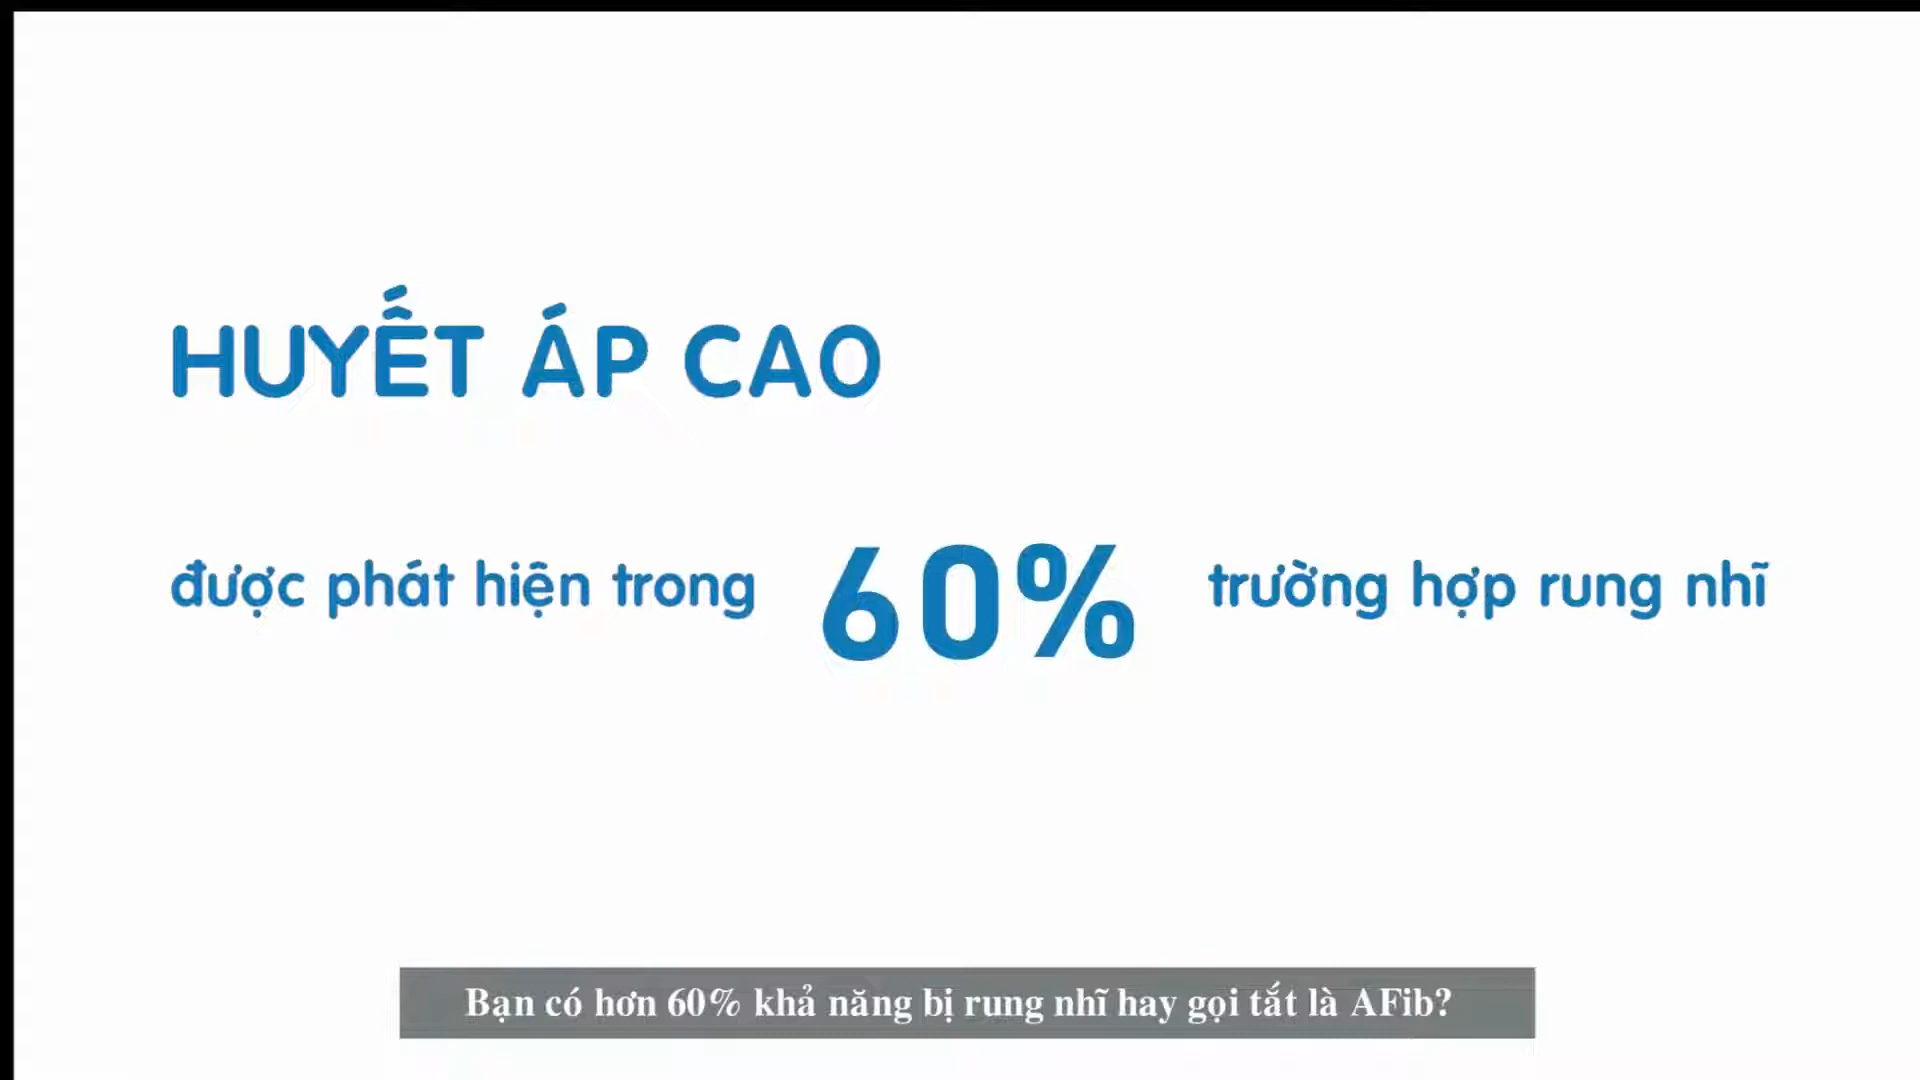 HUYẾT ÁP CAO
được phát hiện trong 60% trường hợp rung nhĩ
Bạn có hơn 60% khả năng bị rung nhĩ hay gọi tắt là AFib?